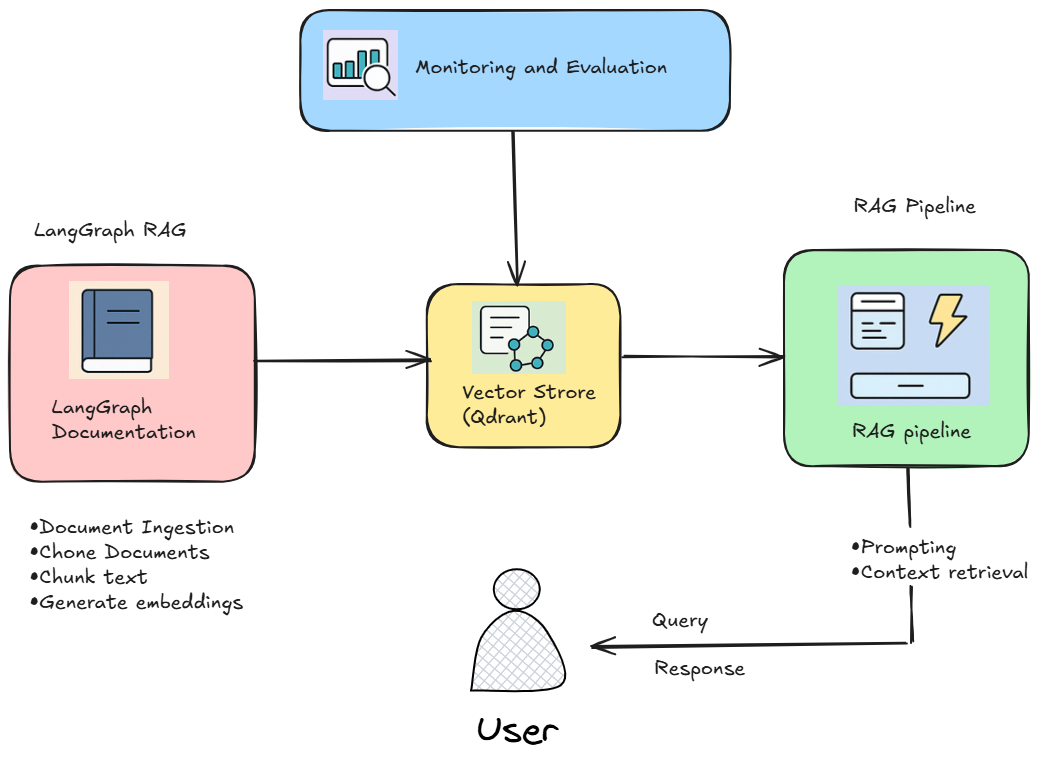 Monitoring and Evaluation
LangGraph RAG
RAG Pipeline
LangGraph
Documentation
Vector Strore
(Qdrant)
RAG pipeline
•Document Ingestion
•Chone Documents
•Chunk text
•Generate embeddings
•Prompting
•Context retrieval
Query
Response
User